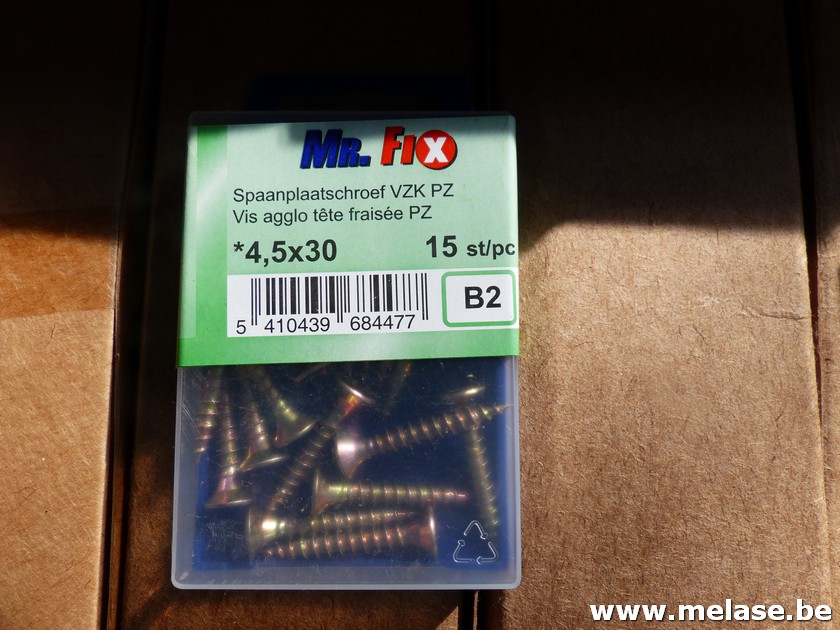 MR. FIX
Spaanplaatschroef VZK PZ
Vis agglo tête fraisée PZ
*4,5x30 15 st/pc
B2
5 410439 684477
www.melase.be